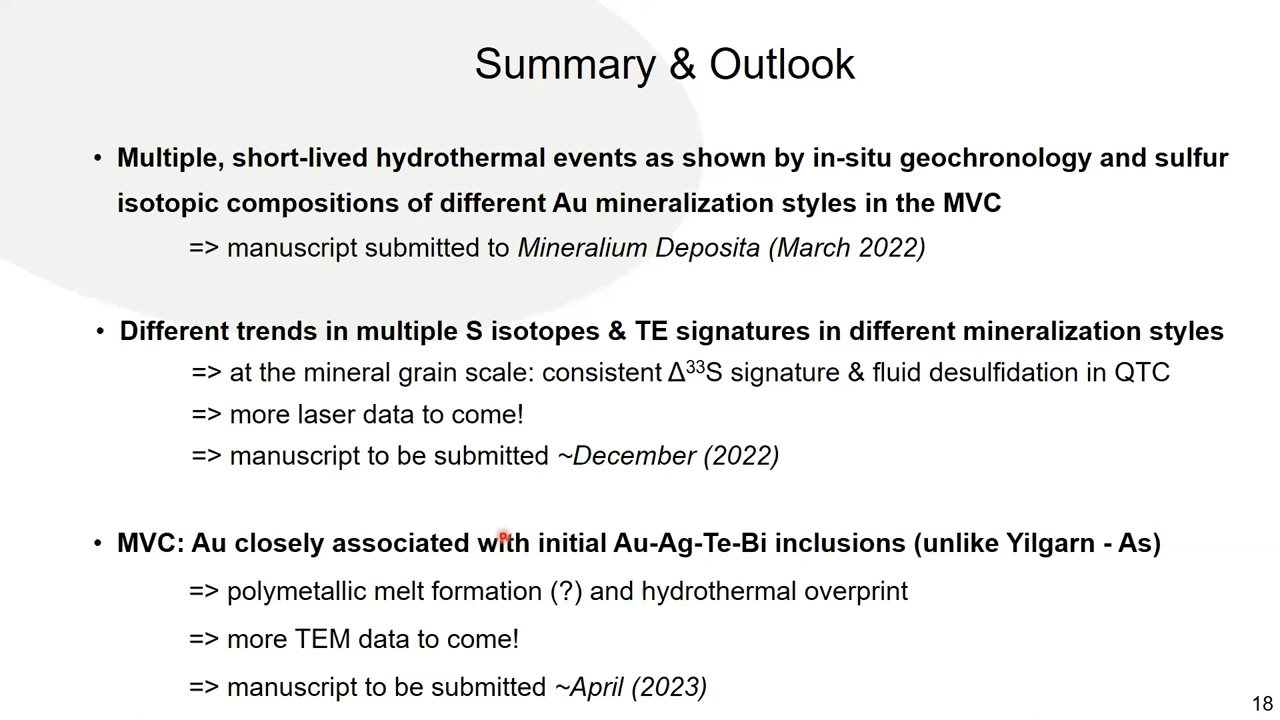 Summary & Outlook
• Multiple, short-lived hydrothermal events as shown by in-situ geochronology and sulfur
isotopic compositions of different Au mineralization styles in the MVC
=> manuscript submitted to Mineralium Deposita (March 2022)
• Different trends in multiple S isotopes & TE signatures in different mineralization styles
=> at the mineral grain scale: consistent Δ³³S signature & fluid desulfidation in QTC
=> more laser data to come!
=> manuscript to be submitted ~December (2022)
• MVC: Au closely associated with initial Au-Ag-Te-Bi inclusions (unlike Yilgarn - As)
=> polymetallic melt formation (?) and hydrothermal overprint
=> more TEM data to come!
=> manuscript to be submitted ~April (2023)
18